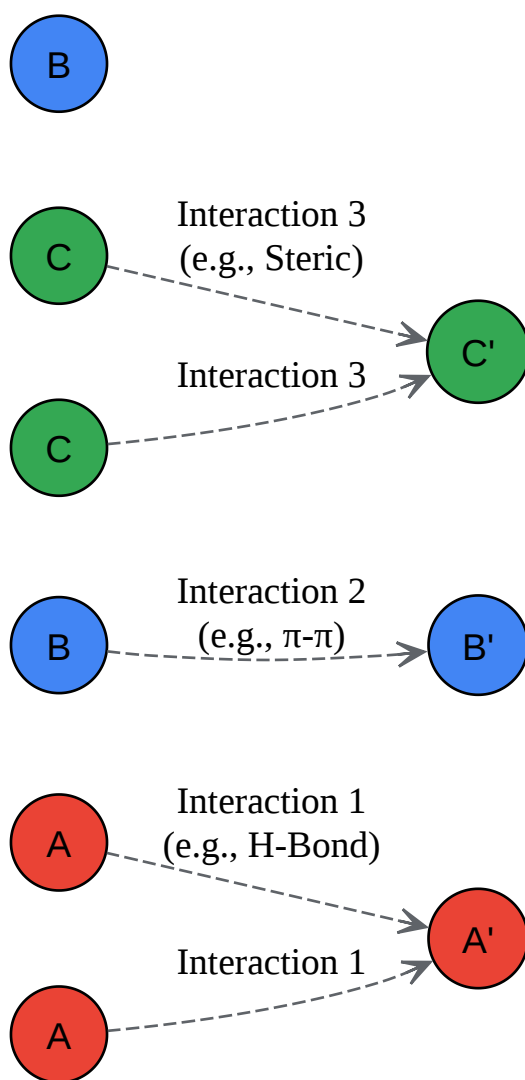 B
C
Interaction 3
(e.g., Steric)
C'
Interaction 3
C
Interaction 2
(e.g., π-π)
B
B'
Interaction 1
(e.g., H-Bond)
A
A'
Interaction 1
A